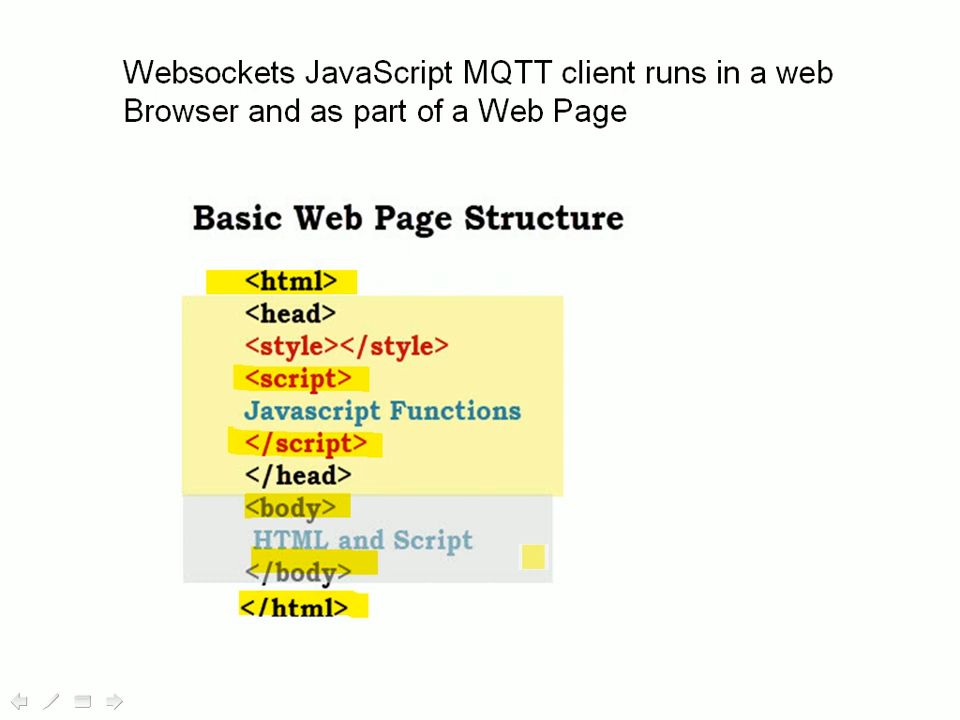 Websockets JavaScript MQTT client runs in a web
Browser and as part of a Web Page
Basic Web Page Structure
<html>
<head>
<style></style>
<script>
Javascript Functions
</script>
</head>
<body>
HTML and Script
</body>
</html>